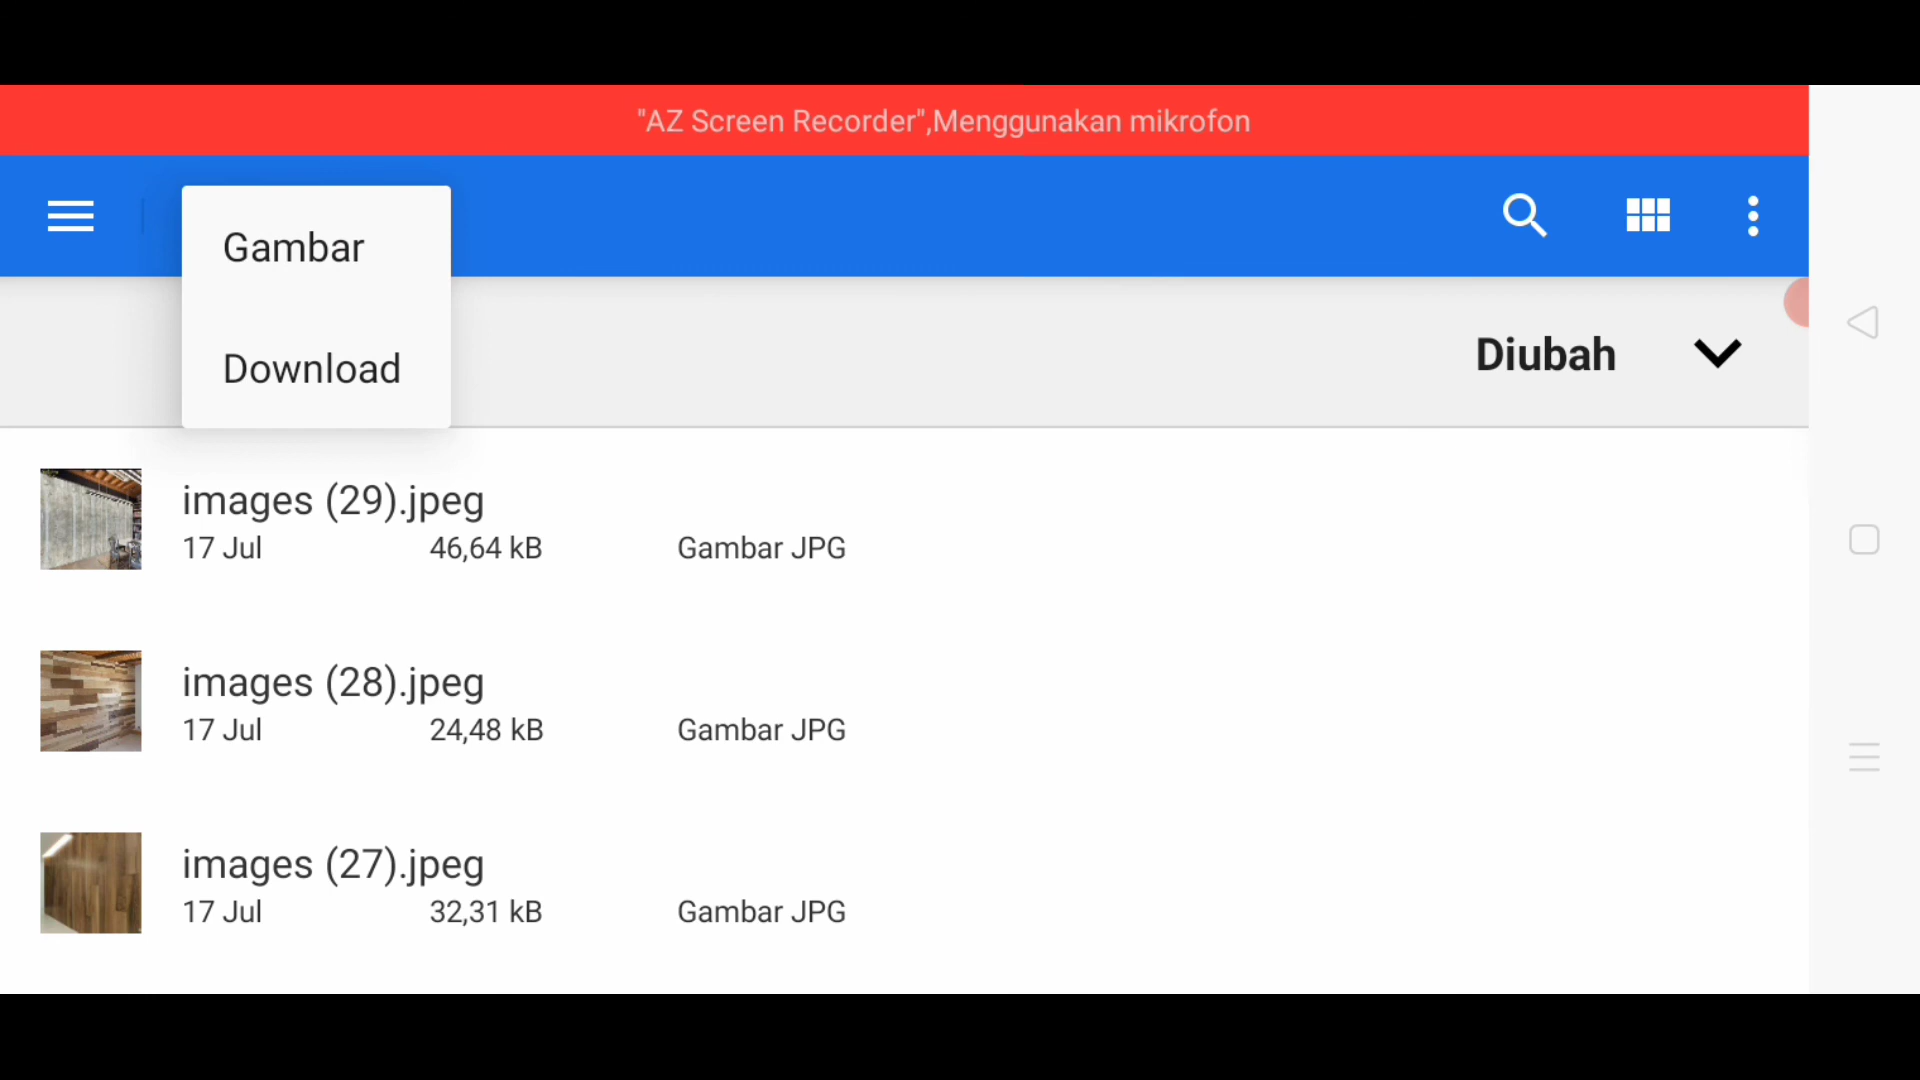 "AZ Screen Recorder",Menggunakan mikrofon
Gambar
Download
Diubah
images (29).jpeg
17 Jul 46,64 kB Gambar JPG
images (28).jpeg
17 Jul 24,48 kB Gambar JPG
images (27).jpeg
17 Jul 32,31 kB Gambar JPG